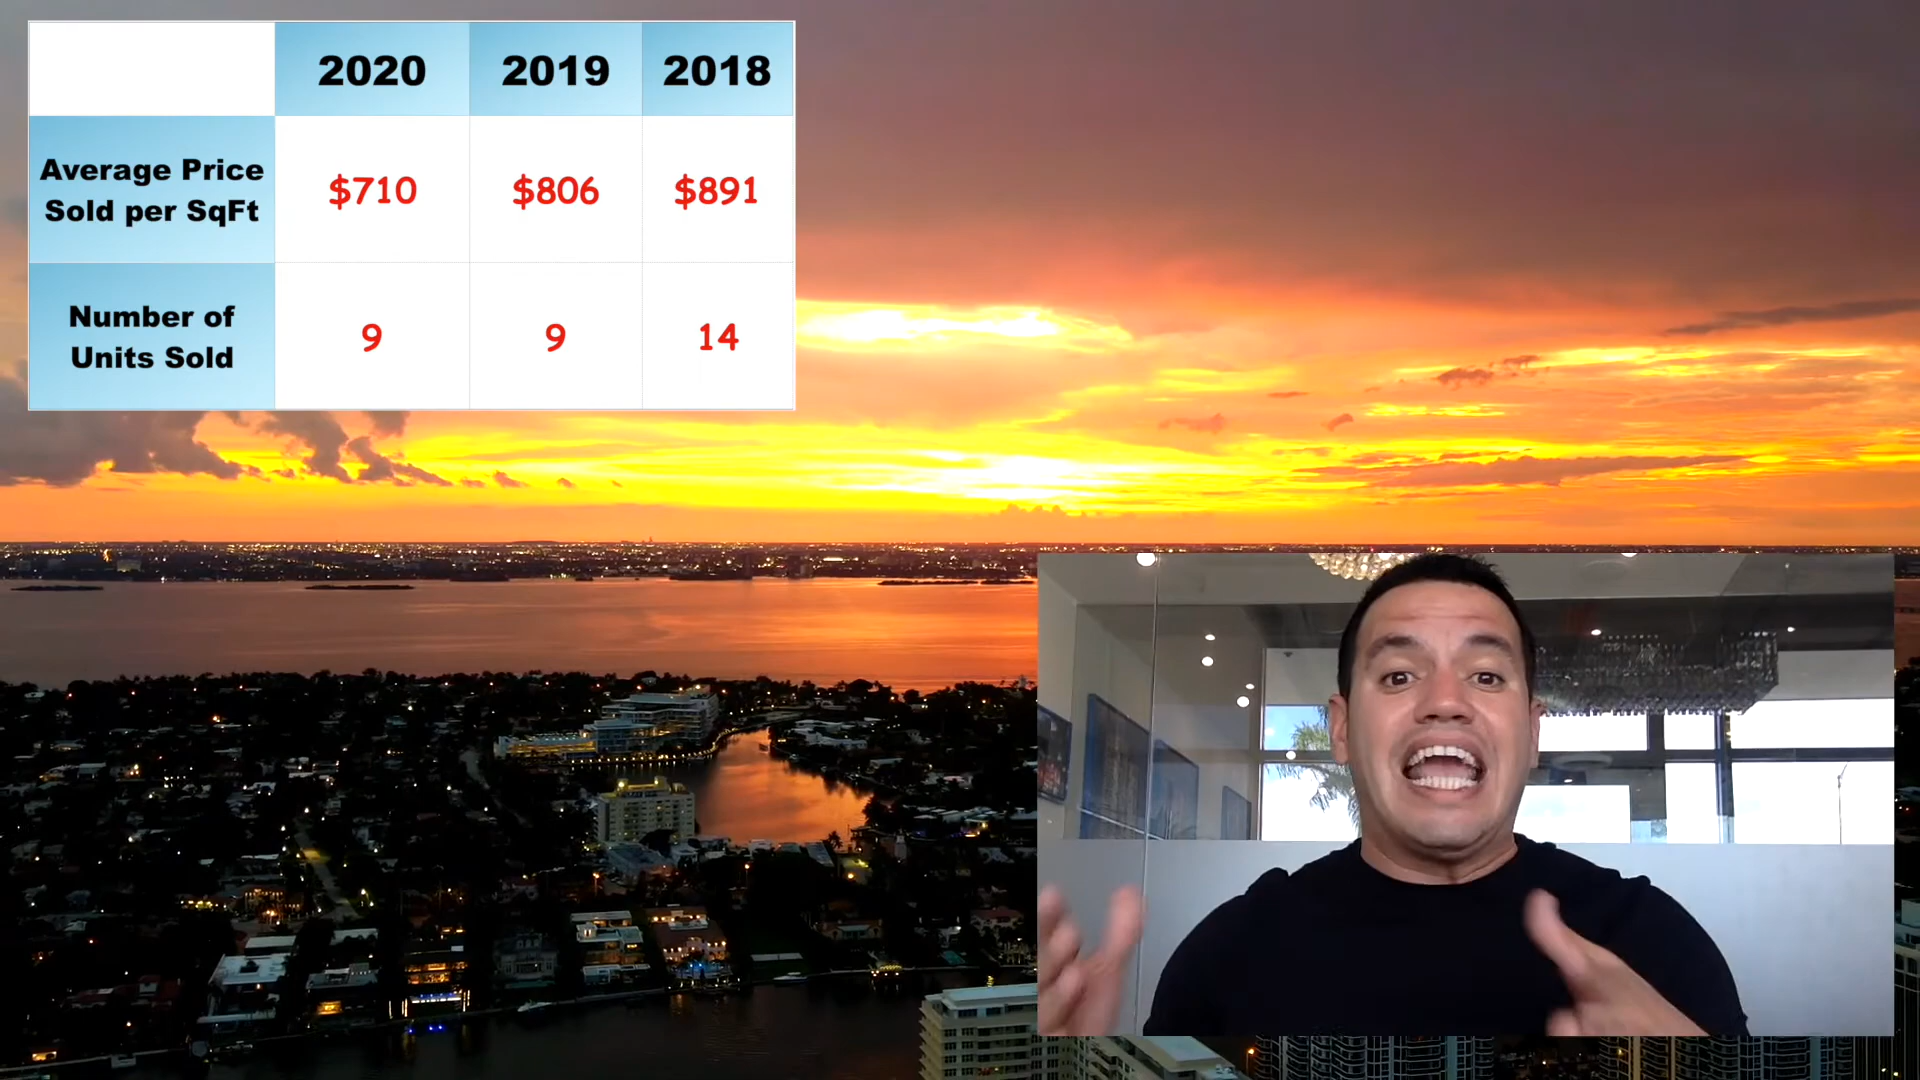 2020 2019 2018
Average Price
Sold per SqFt
$710 $806 $891
Number of
Units Sold
9 9 14